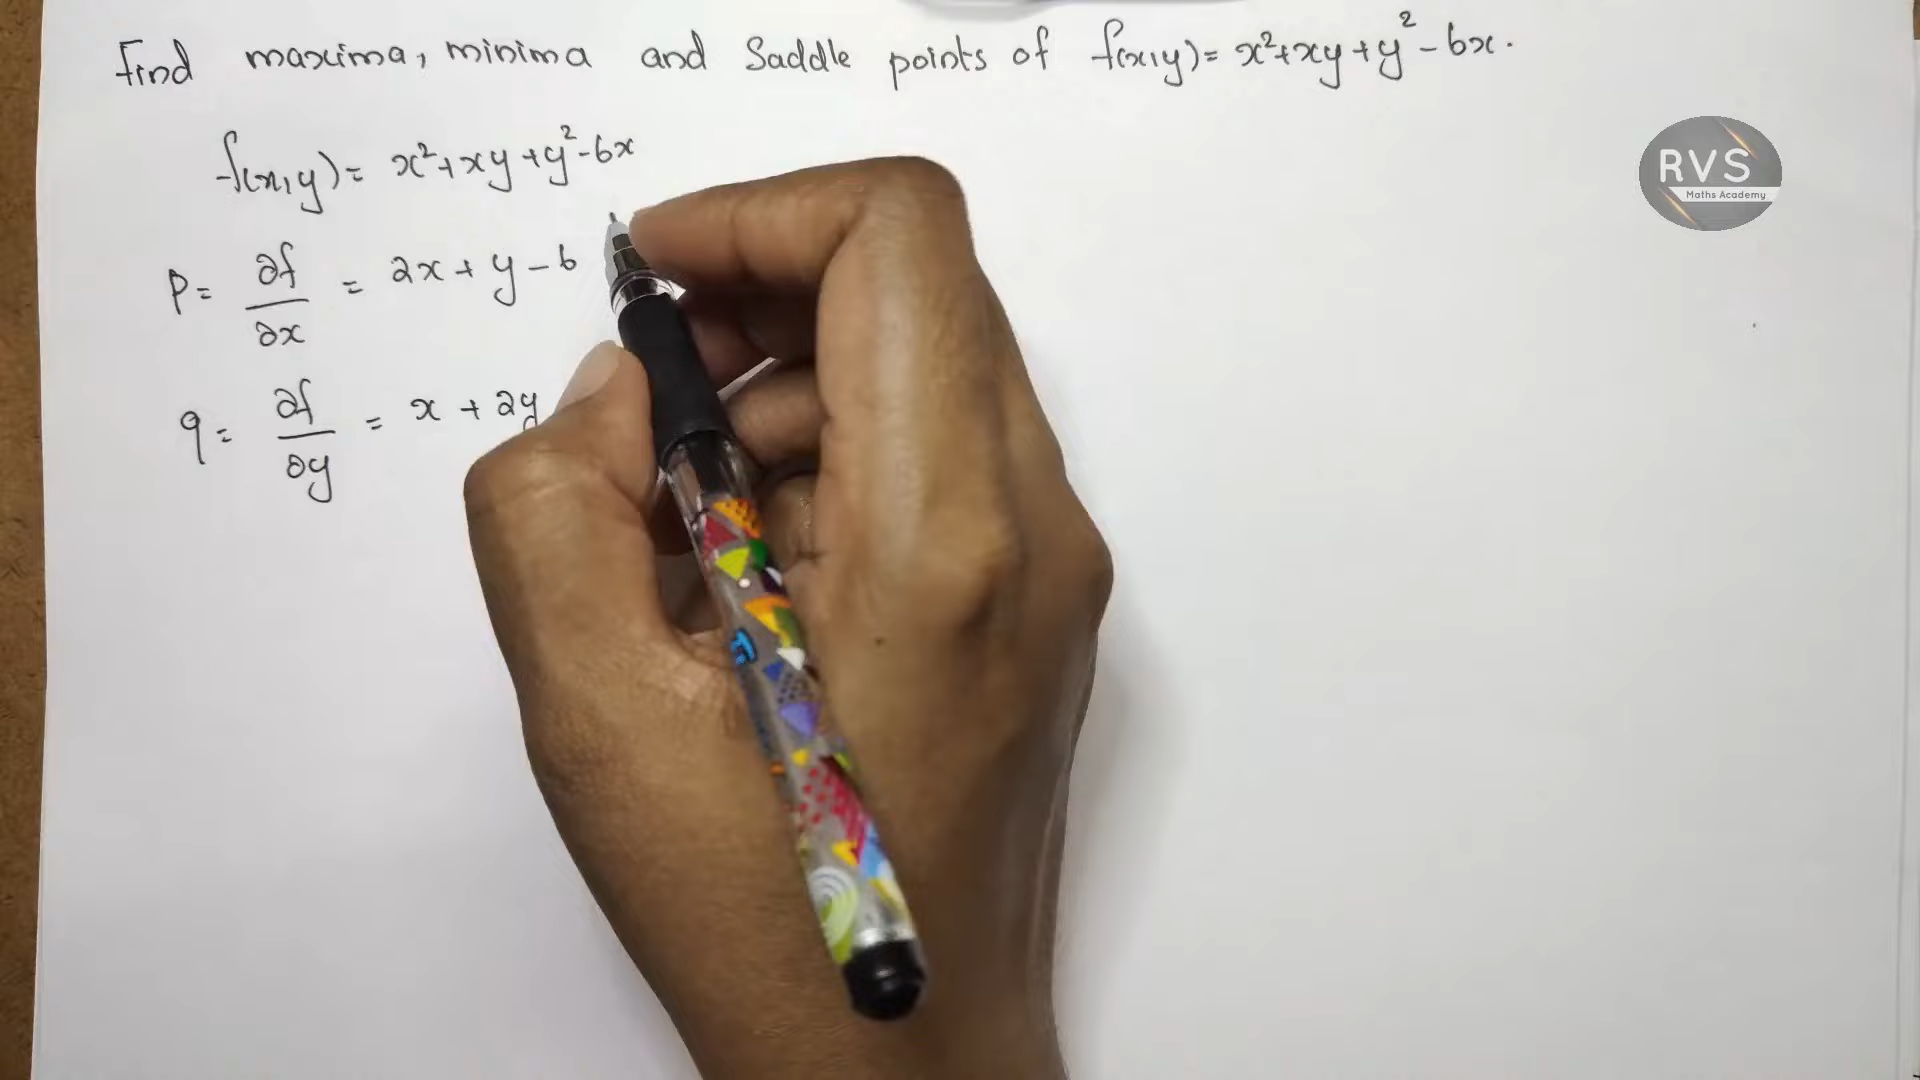 Find maxima, minima and Saddle points of f(x,y) = x²+xy+y²-6x.
f(x,y) = x²+xy+y²-6x
p = ∂f/∂x = 2x+y-6
q = ∂f/∂y = x+2y
RVS
Maths Academy